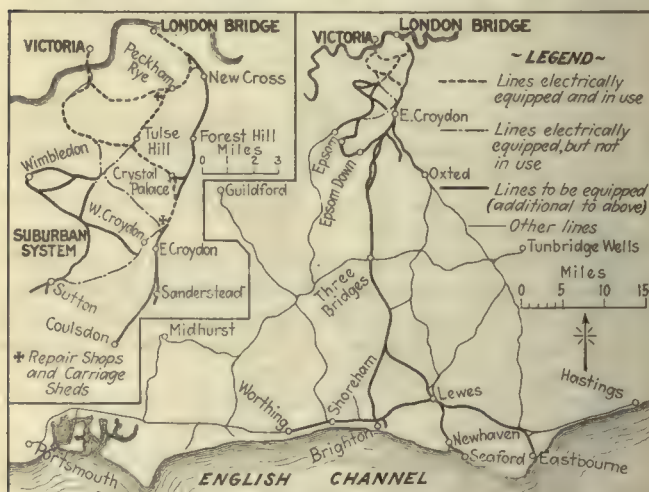 LONDON BRIDGE
VICTORIA
Peckham
Rye
New Cross
Tulse
Hill
Forest Hill
Miles
0 1 2 3
Wimbledon
Crystal
Palace
W. Croydon
SUBURBAN
SYSTEM
E. Croydon
Sutton
Sanderstead
Coulsdon
✠ Repair Shops
and Carriage
Sheds
LONDON BRIDGE
VICTORIA
E. Croydon
Epsom
Epsom Down
Oxted
Guildford
Tunbridge Wells
Three
Bridges
Midhurst
Worthing
Shoreham
Brighton
Lewes
Newhaven
Seaford
Eastbourne
Hastings
Portsmouth
ENGLISH CHANNEL
~ LEGEND ~
Lines electrically
equipped and in use
Lines electrically
equipped, but not
in use
Lines to be equipped
(additional to above)
Other lines
Miles
0 5 10 15